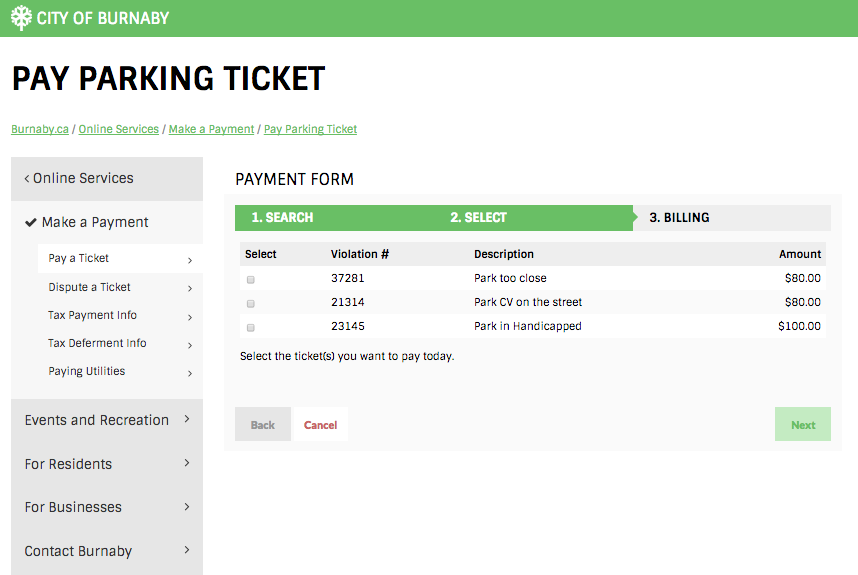 CITY OF BURNABY
PAY PARKING TICKET
Burnaby.ca / Online Services / Make a Payment / Pay Parking Ticket
< Online Services
Make a Payment
Pay a Ticket >
Dispute a Ticket >
Tax Payment Info >
Tax Deferment Info >
Paying Utilities >
Events and Recreation >
For Residents >
For Businesses >
Contact Burnaby >
PAYMENT FORM
1. SEARCH 2. SELECT 3. BILLING
Select Violation # Description Amount
37281 Park too close $80.00
21314 Park CV on the street $80.00
23145 Park in Handicapped $100.00
Select the ticket(s) you want to pay today.
Back Cancel Next